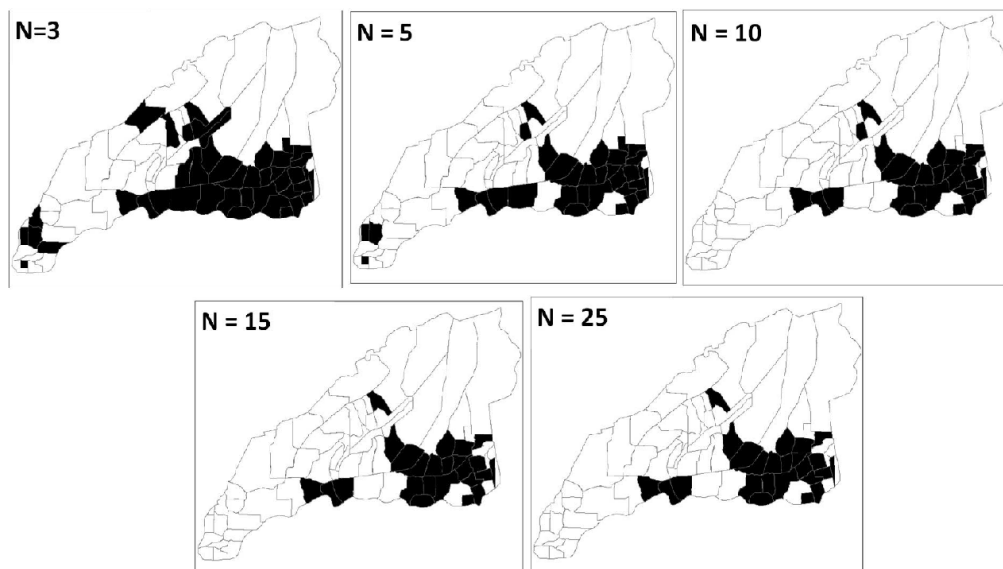 N=3
N = 5
N = 10
N = 15
N = 25